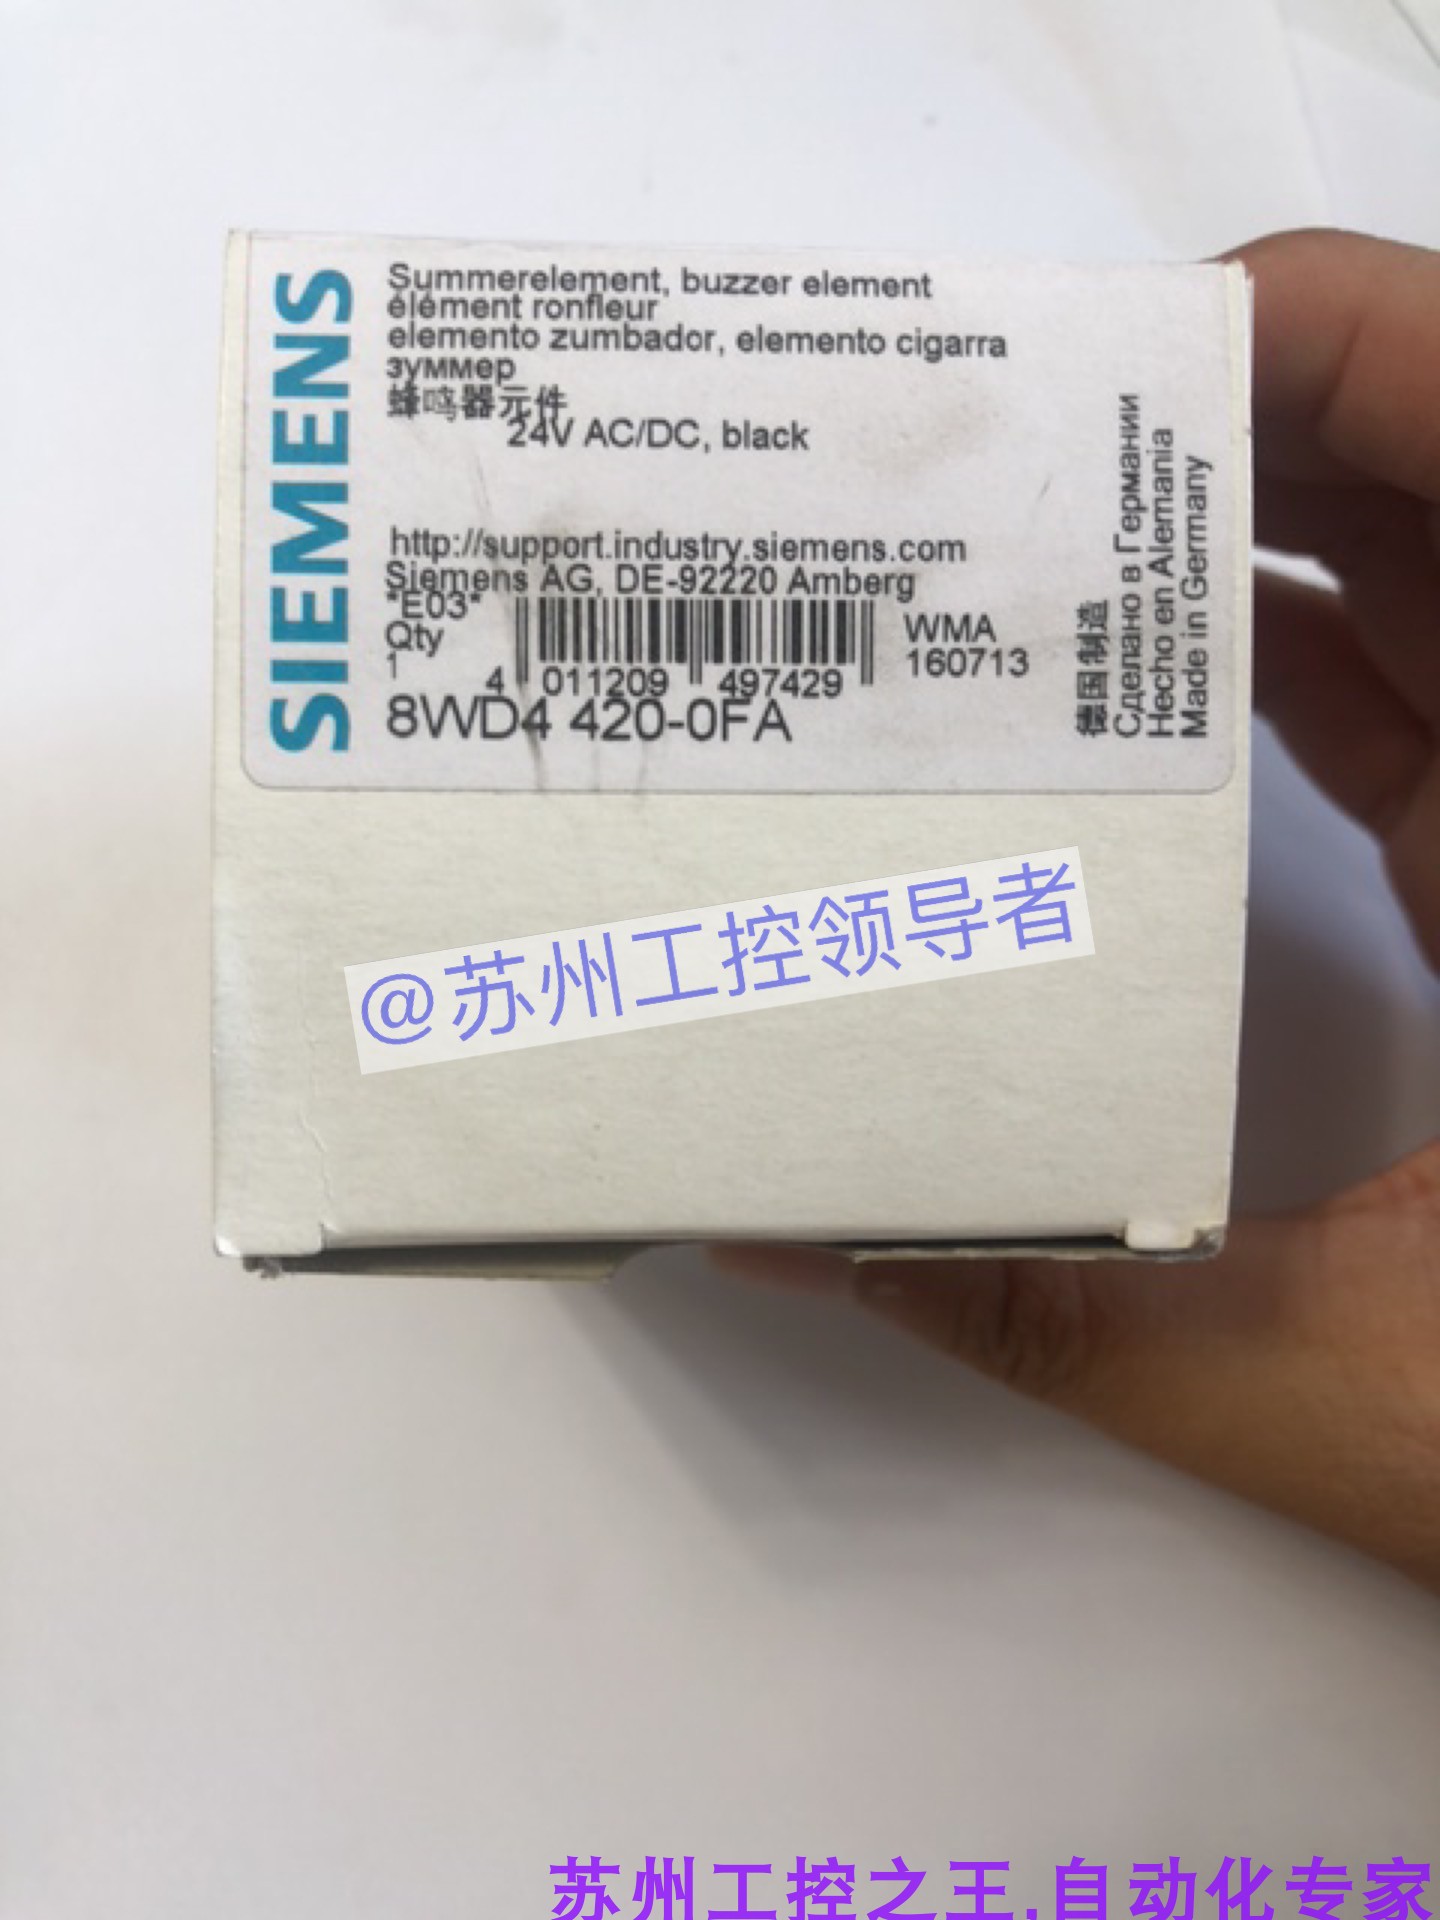 SIEMENS
Summerelement, buzzer element
élément ronfleur
elemento zumbador, elemento cigarra
зуммер
蜂鸣器元件
24V AC/DC, black
http://support.industry.siemens.com
Siemens AG, DE-92220 Amberg
*E03*
Qty
1
4 011209 497429
WMA
160713
8WD4 420-0FA
德国制造
Сделано в Германии
Hecho en Alemania
Made in Germany
@苏州工控领导者
苏州工控之王.自动化专家